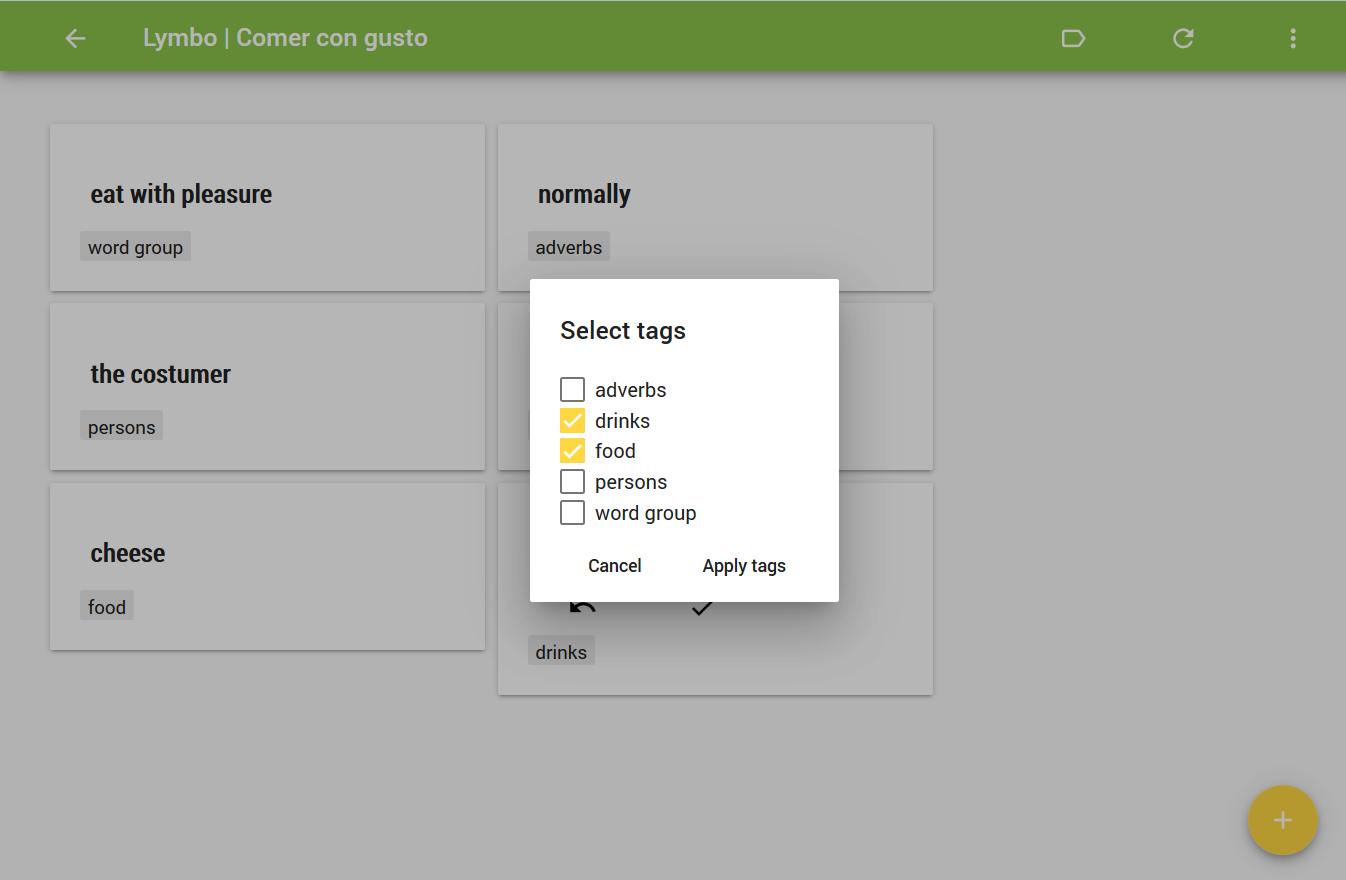 Lymbo | Comer con gusto
eat with pleasure
word group
normally
adverbs
the costumer
persons
cheese
food
drinks
Select tags
adverbs
drinks
food
persons
word group
Cancel
Apply tags